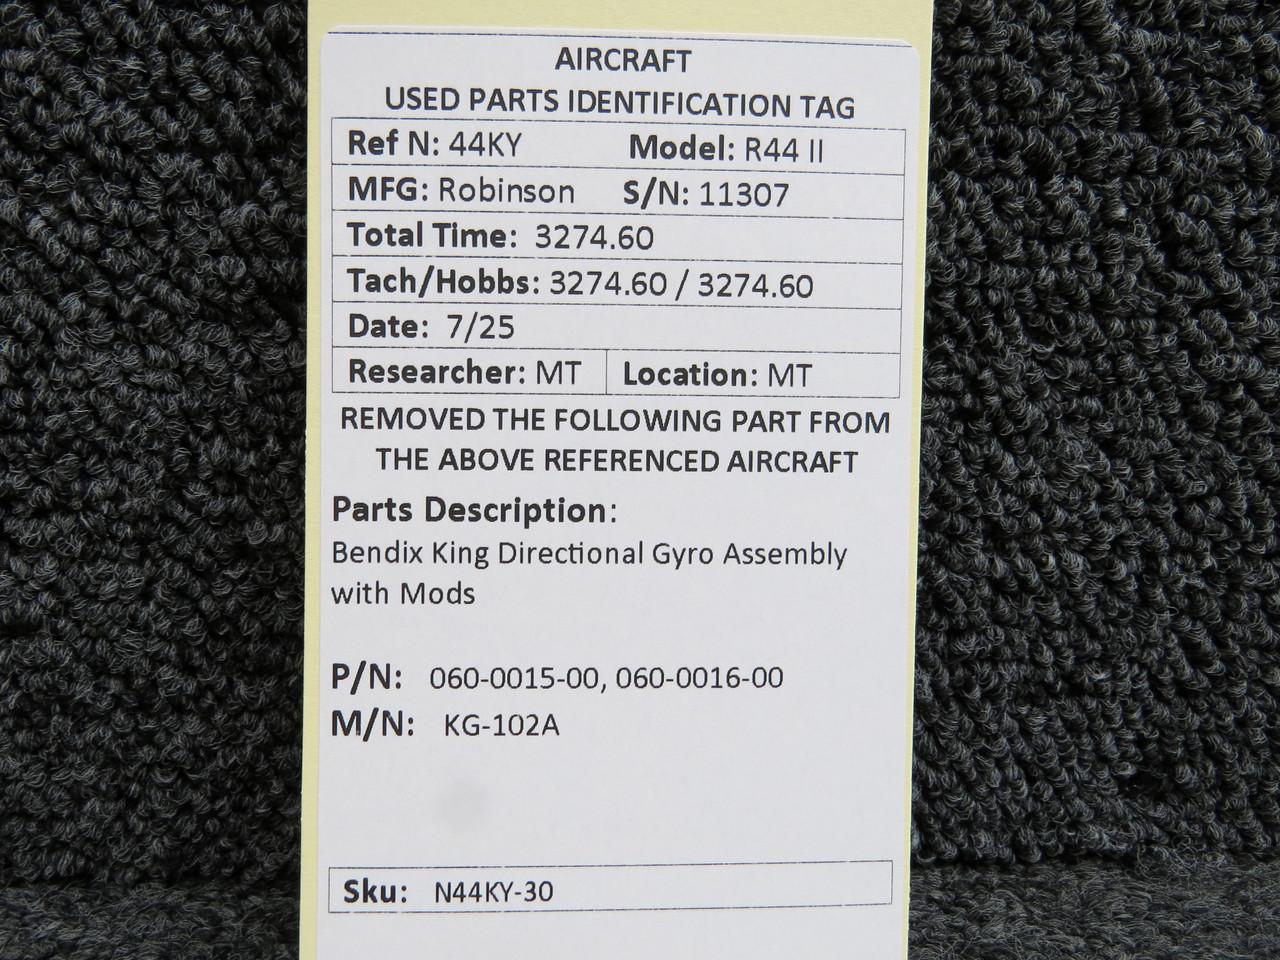 AIRCRAFT
USED PARTS IDENTIFICATION TAG
Ref N: 44KY Model: R44 II
MFG: Robinson S/N: 11307
Total Time: 3274.60
Tach/Hobbs: 3274.60 / 3274.60
Date: 7/25
Researcher: MT Location: MT
REMOVED THE FOLLOWING PART FROM
THE ABOVE REFERENCED AIRCRAFT
Parts Description:
Bendix King Directional Gyro Assembly
with Mods
P/N: 060-0015-00, 060-0016-00
M/N: KG-102A
Sku: N44KY-30